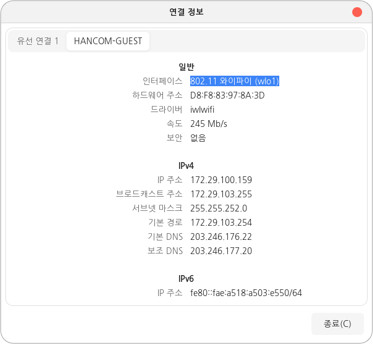 연결 정보
유선 연결 1 HANCOM-GUEST
일반
인터페이스 802.11 와이파이 (wlo1)
하드웨어 주소 D8:F8:83:97:8A:3D
드라이버 iwlwifi
속도 245 Mb/s
보안 없음
IPv4
IP 주소 172.29.100.159
브로드캐스트 주소 172.29.103.255
서브넷 마스크 255.255.252.0
기본 경로 172.29.103.254
기본 DNS 203.246.176.22
보조 DNS 203.246.177.20
IPv6
IP 주소 fe80::fae:a518:a503:e550/64
종료(C)